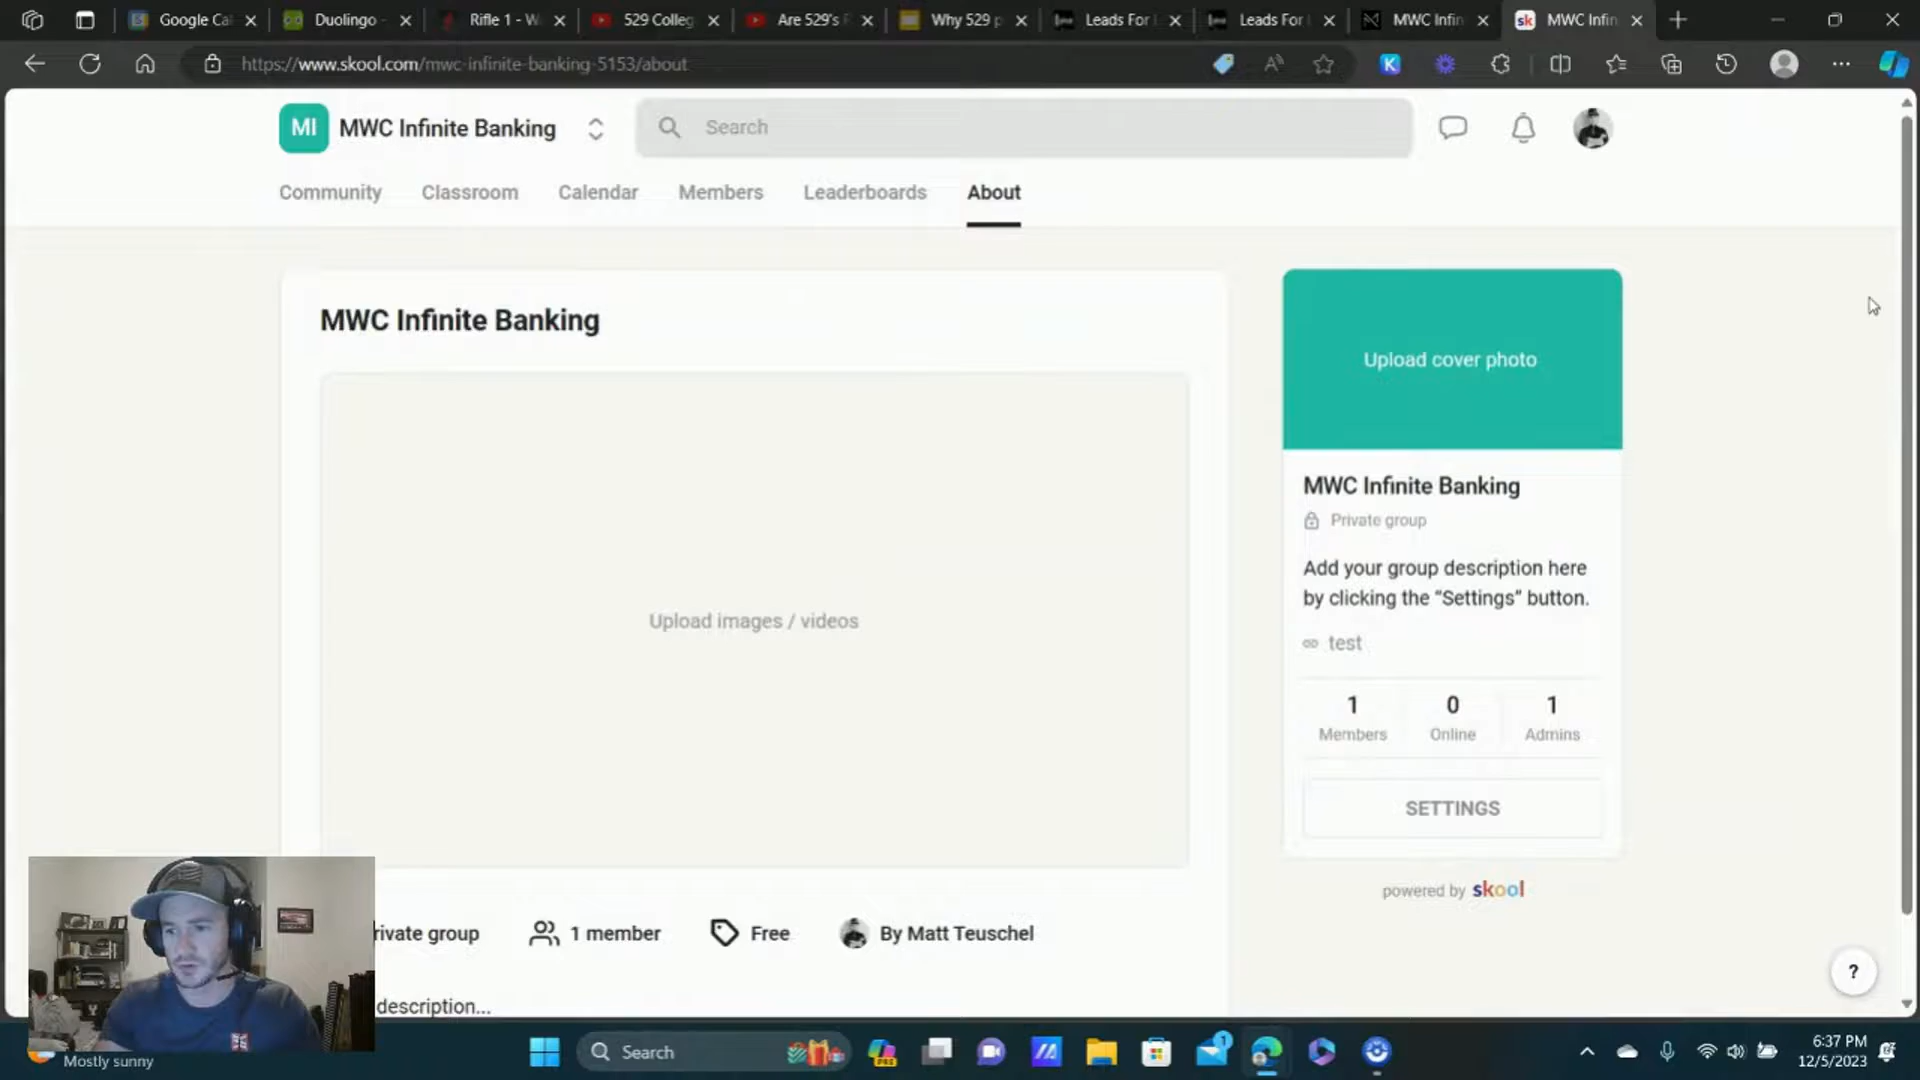 Google Cal
Duolingo -
Rifle 1 - W
529 Colleg
Are 529's
Why 529 p
Leads For
Leads For
MWC Infin
sk MWC Infin
https://www.skool.com/mwc-infinite-banking-5153/about
MI MWC Infinite Banking
Search
Community Classroom Calendar Members Leaderboards About
MWC Infinite Banking
Upload images / videos
rivate group 1 member Free By Matt Teuschel
description...
Upload cover photo
MWC Infinite Banking
Private group
Add your group description here
by clicking the “Settings” button.
test
1 0 1
Members Online Admins
SETTINGS
powered by skool
?
Mostly sunny
Search
PRE
1
6:37 PM
12/5/2023